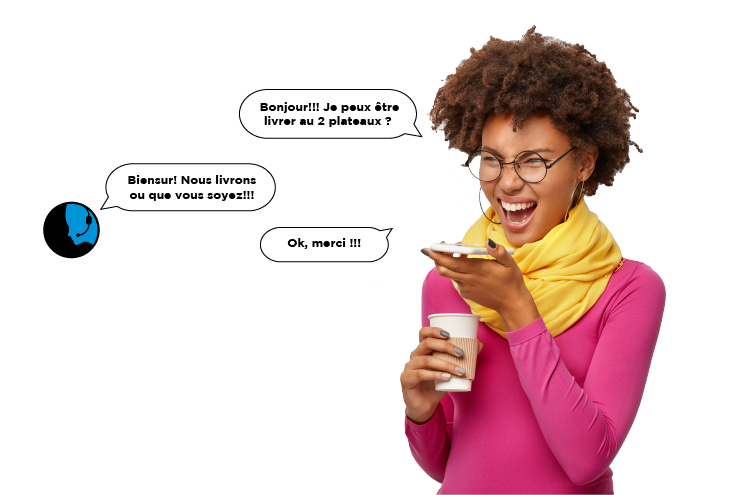 Bonjour!!! Je peux être
livrer au 2 plateaux ?
Biensur! Nous livrons
ou que vous soyez!!!
Ok, merci !!!